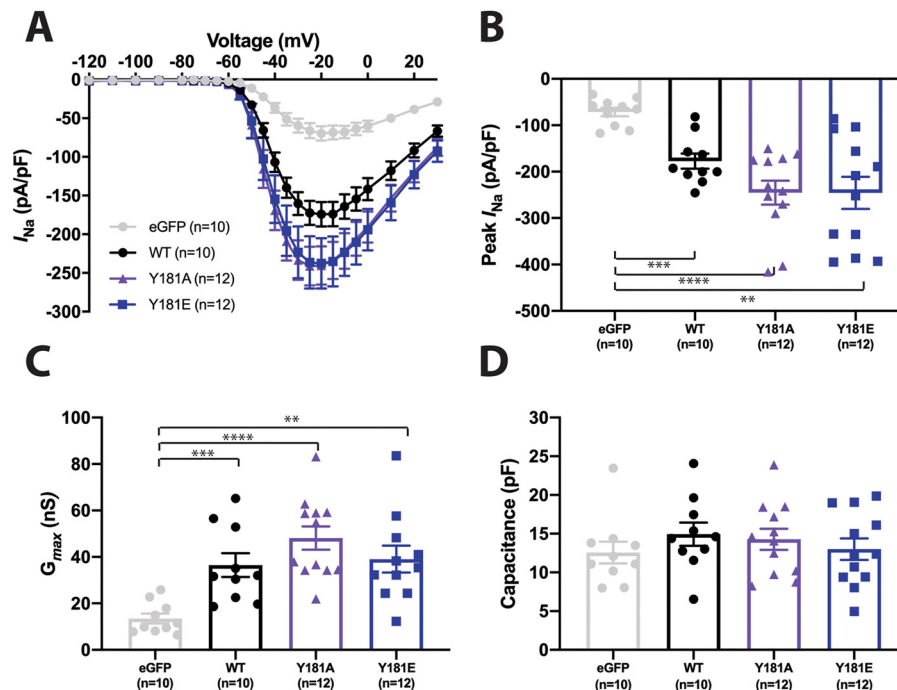 A
Voltage (mV)
-120 -100 -80 -60 -40 -20 0 20
0
-50
-100
-150
-200
-250
-300
I Na (pA/pF)
eGFP (n=10)
WT (n=10)
Y181A (n=12)
Y181E (n=12)
B
0
-100
-200
-300
-400
-500
Peak I Na (pA/pF)
***
****
**
eGFP (n=10)
WT (n=10)
Y181A (n=12)
Y181E (n=12)
C
100
80
60
40
20
0
G max (nS)
**
****
***
eGFP (n=10)
WT (n=10)
Y181A (n=12)
Y181E (n=12)
D
30
25
20
15
10
5
0
Capacitance (pF)
eGFP (n=10)
WT (n=10)
Y181A (n=12)
Y181E (n=12)